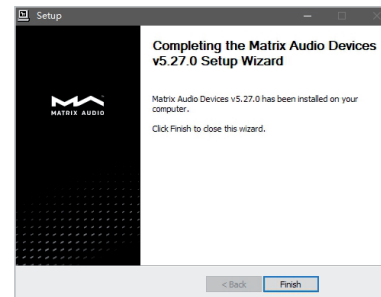 Setup
Completing the Matrix Audio Devices
v5.27.0 Setup Wizard
MATRIX AUDIO
Matrix Audio Devices v5.27.0 has been installed on your
computer.
Click Finish to close this wizard.
< Back
Finish